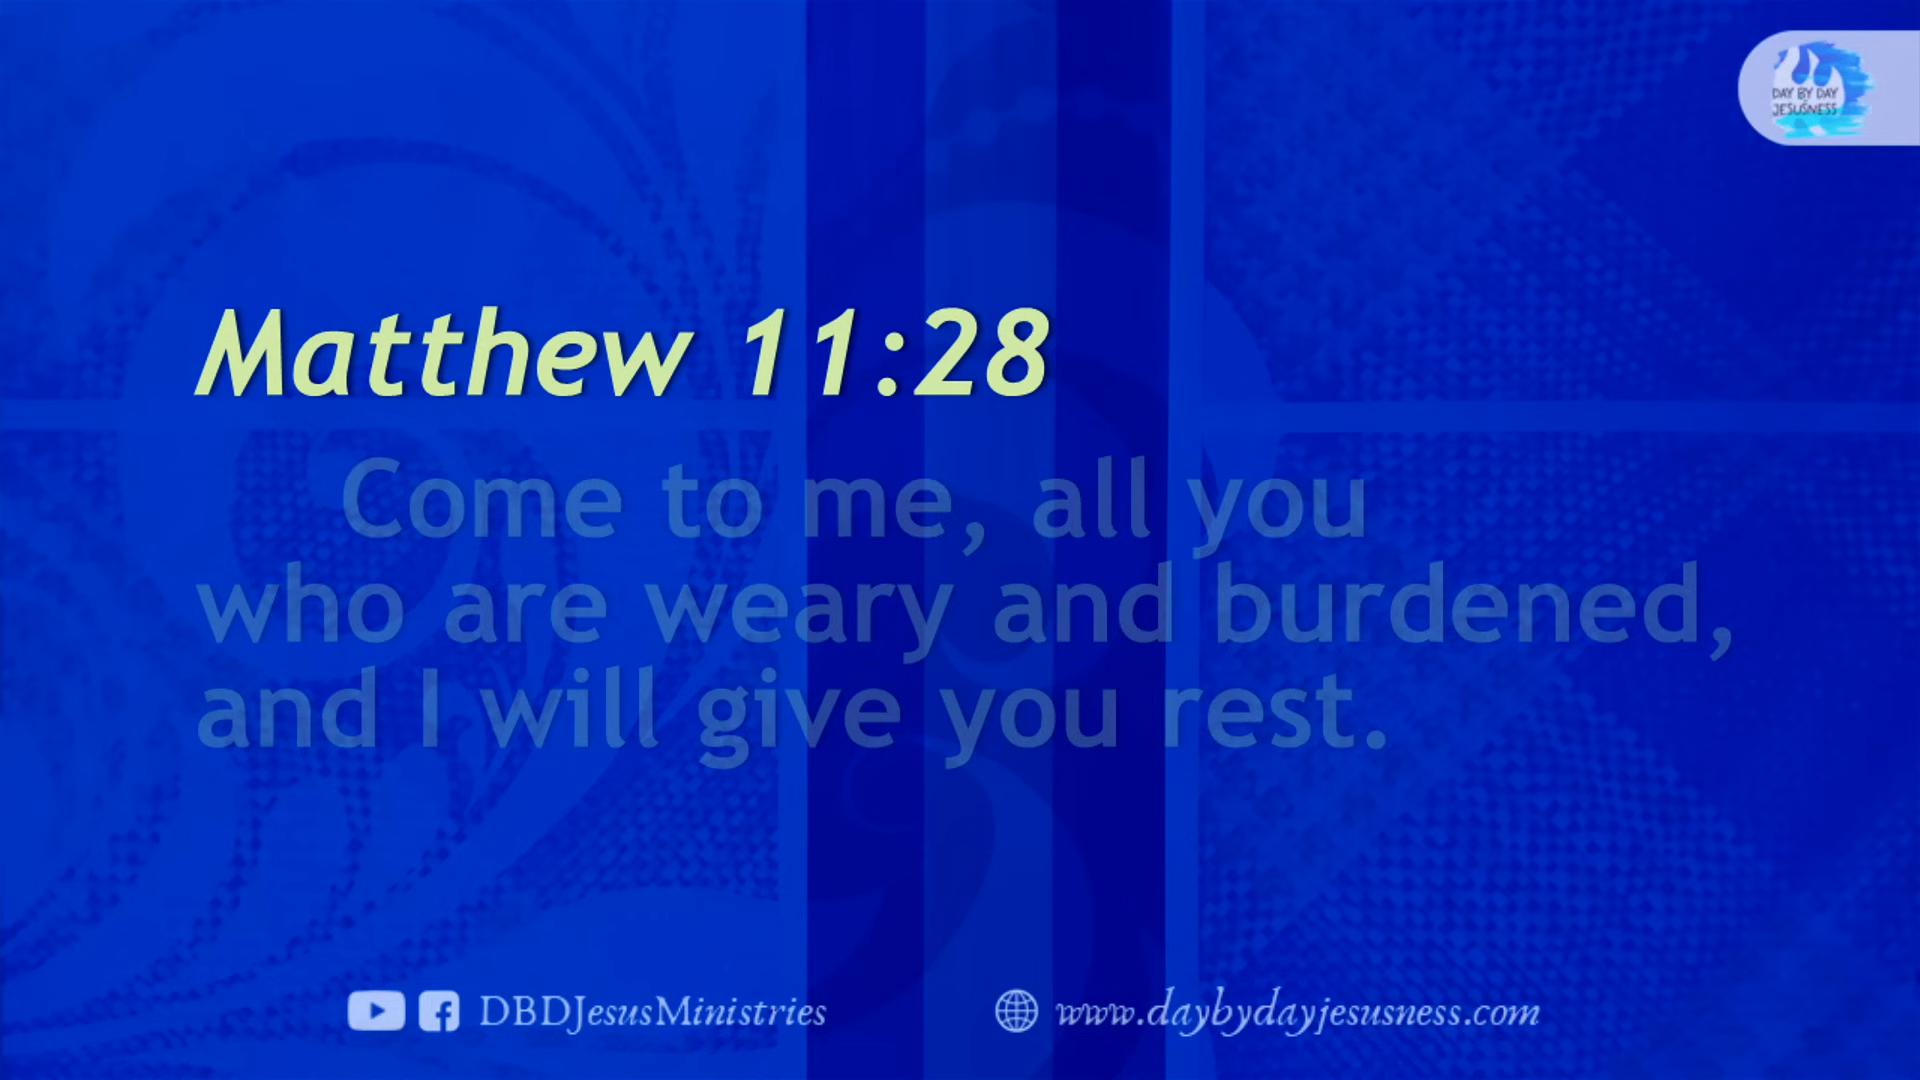 DAY BY DAY
JESUSNESS
Matthew 11:28
Come to me, all you
who are weary and burdened,
and I will give you rest.
DBDJesusMinistries
www.daybydayjesusness.com